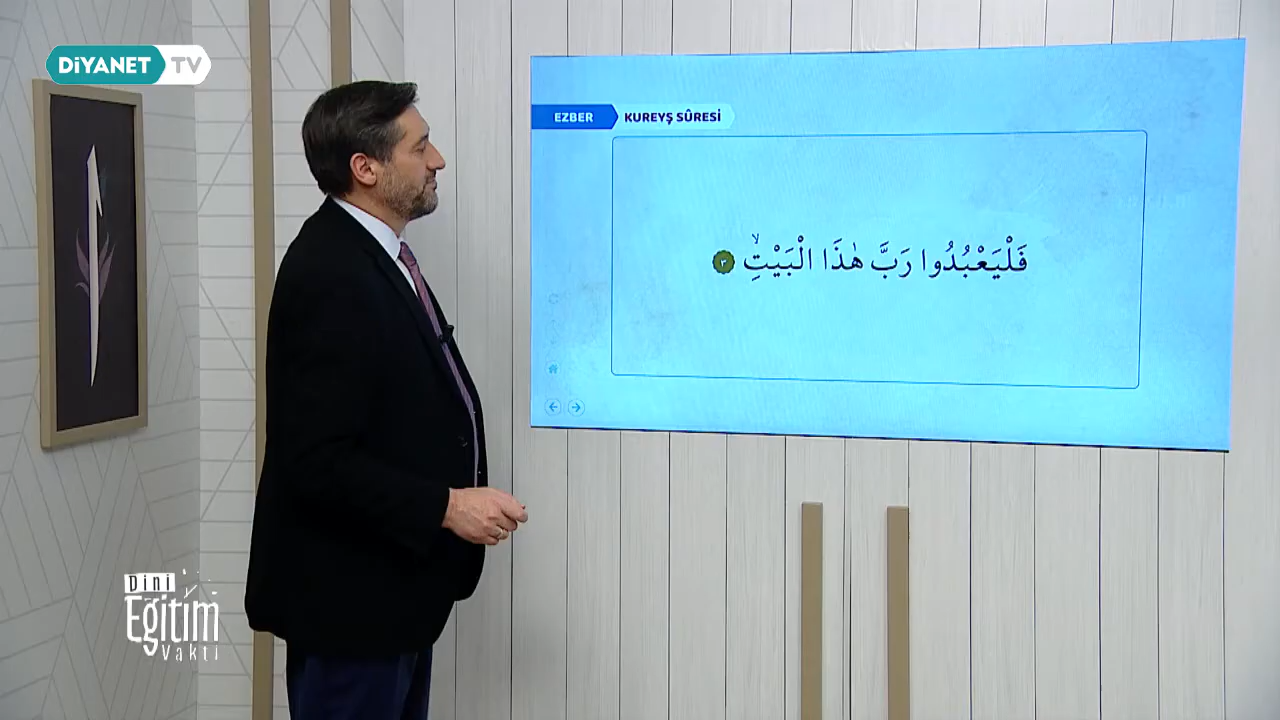 DİYANET TV
EZBER
KUREYŞ SÛRESİ
فَلْيَعْبُدُوا رَبَّ هٰذَا الْبَيْتِۙ ٣
Dini
Eğitim
Vakti